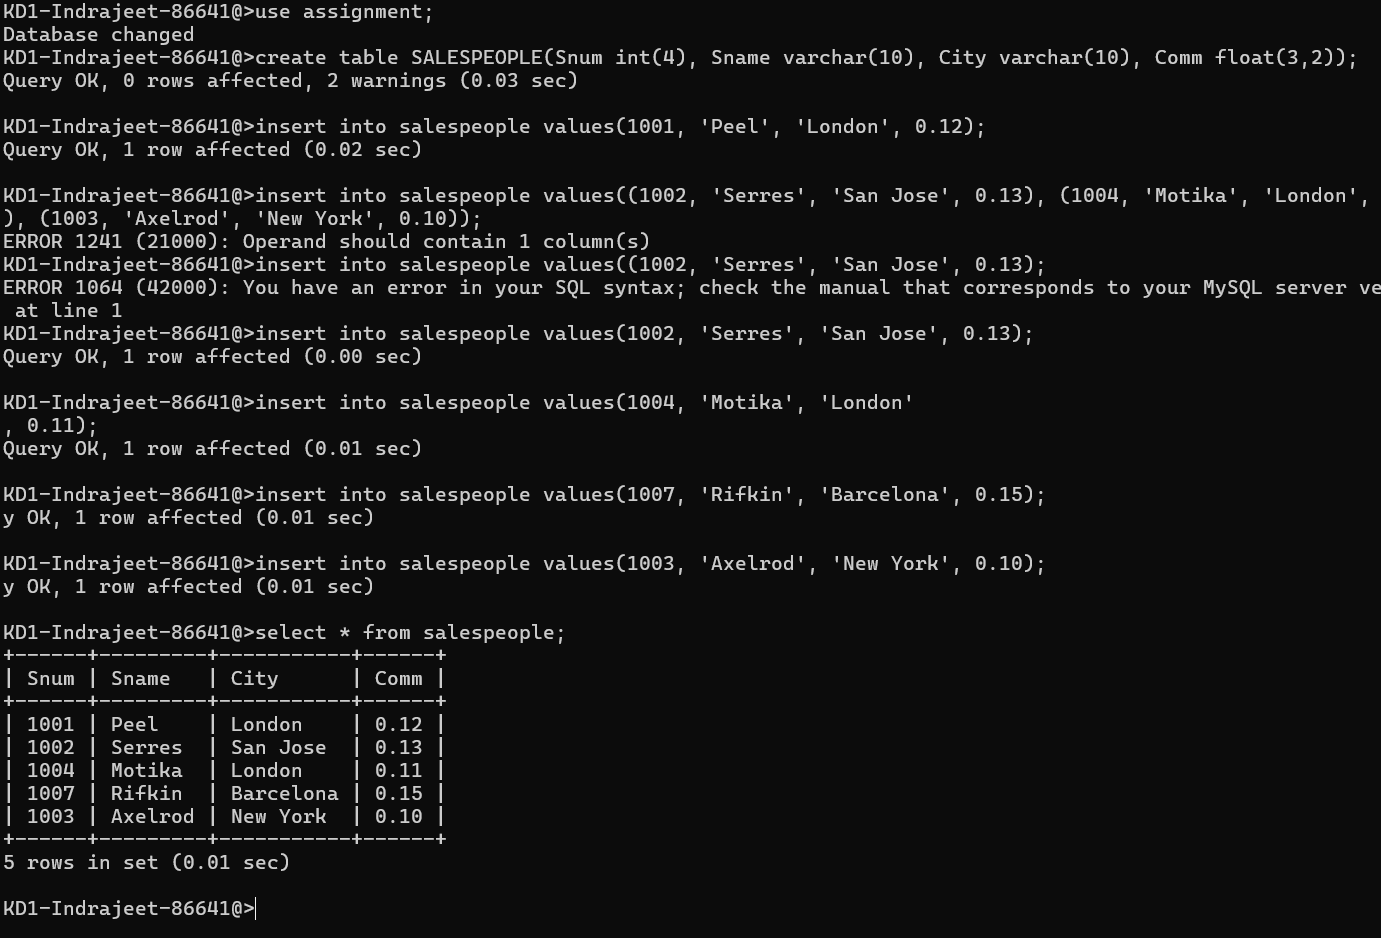 KD1-Indrajeet-86641@>use assignment;
Database changed
KD1-Indrajeet-86641@>create table SALESPEOPLE(Snum int(4), Sname varchar(10), City varchar(10), Comm float(3,2));
Query OK, 0 rows affected, 2 warnings (0.03 sec)
KD1-Indrajeet-86641@>insert into salespeople values(1001, 'Peel', 'London', 0.12);
Query OK, 1 row affected (0.02 sec)
KD1-Indrajeet-86641@>insert into salespeople values((1002, 'Serres', 'San Jose', 0.13), (1004, 'Motika', 'London',
), (1003, 'Axelrod', 'New York', 0.10));
ERROR 1241 (21000): Operand should contain 1 column(s)
KD1-Indrajeet-86641@>insert into salespeople values((1002, 'Serres', 'San Jose', 0.13);
ERROR 1064 (42000): You have an error in your SQL syntax; check the manual that corresponds to your MySQL server ve
at line 1
KD1-Indrajeet-86641@>insert into salespeople values(1002, 'Serres', 'San Jose', 0.13);
Query OK, 1 row affected (0.00 sec)
KD1-Indrajeet-86641@>insert into salespeople values(1004, 'Motika', 'London'
, 0.11);
Query OK, 1 row affected (0.01 sec)
KD1-Indrajeet-86641@>insert into salespeople values(1007, 'Rifkin', 'Barcelona', 0.15);
y OK, 1 row affected (0.01 sec)
KD1-Indrajeet-86641@>insert into salespeople values(1003, 'Axelrod', 'New York', 0.10);
y OK, 1 row affected (0.01 sec)
KD1-Indrajeet-86641@>select * from salespeople;
+------+---------+-----------+------+
| Snum | Sname   | City      | Comm |
+------+---------+-----------+------+
| 1001 | Peel    | London    | 0.12 |
| 1002 | Serres  | San Jose  | 0.13 |
| 1004 | Motika  | London    | 0.11 |
| 1007 | Rifkin  | Barcelona | 0.15 |
| 1003 | Axelrod | New York  | 0.10 |
+------+---------+-----------+------+
5 rows in set (0.01 sec)
KD1-Indrajeet-86641@>